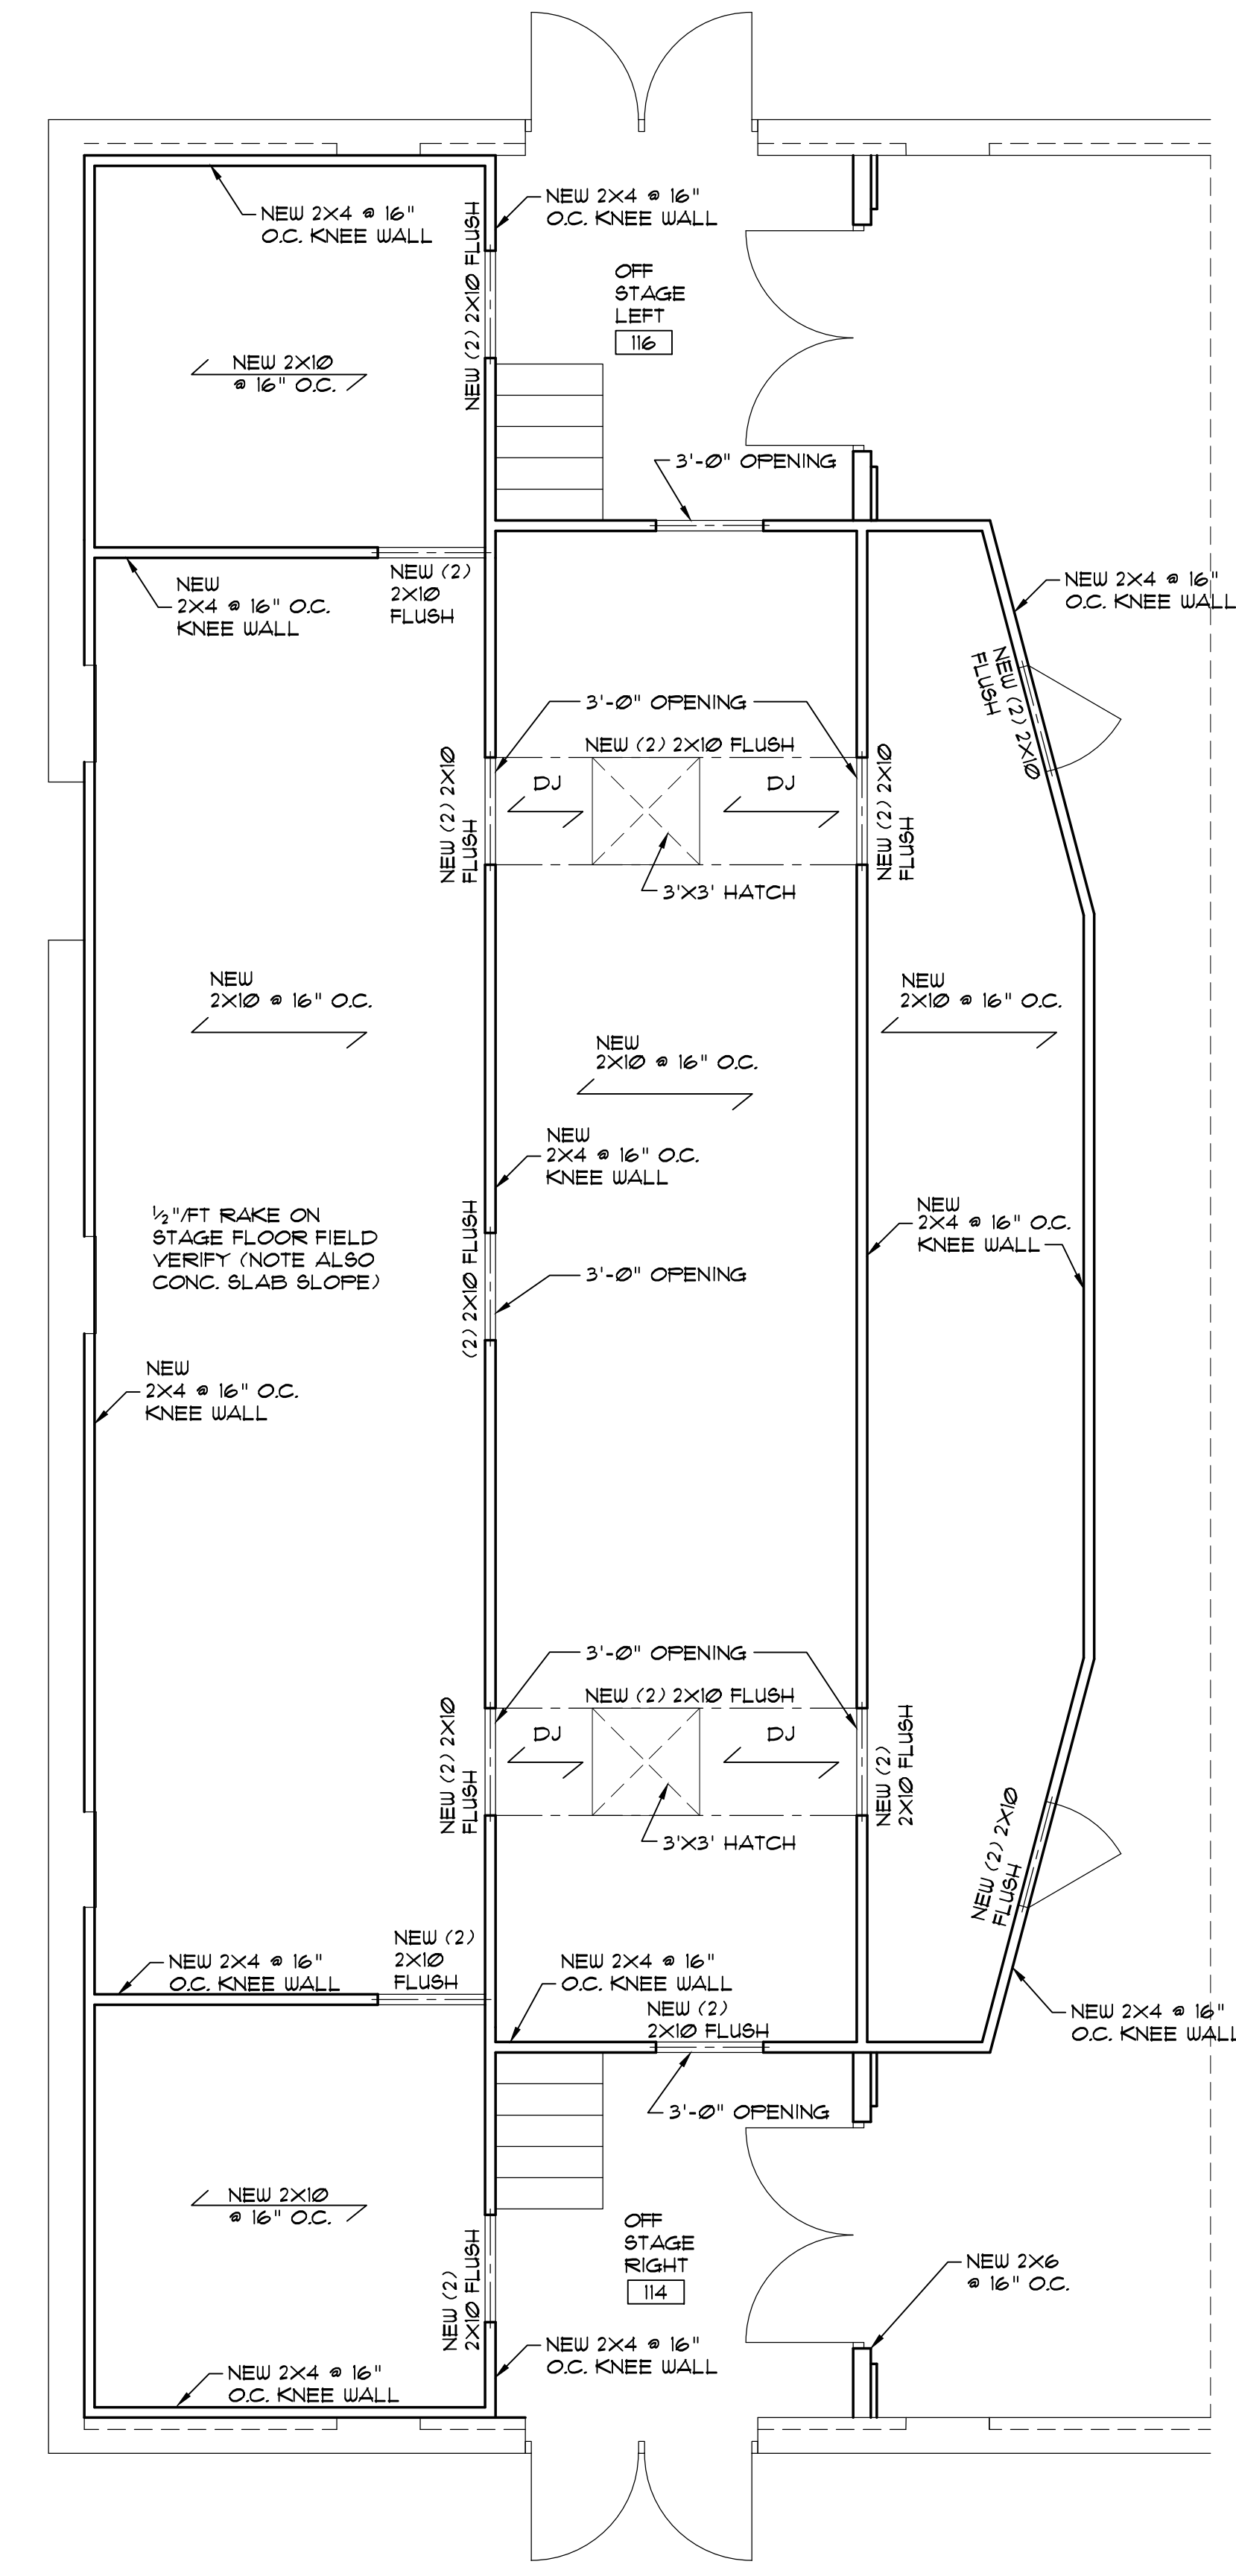 NEW 2X4 @ 16"
O.C. KNEE WALL
NEW (2) 2X10 FLUSH
NEW 2X4 @ 16"
O.C. KNEE WALL
OFF
STAGE
LEFT
116
NEW 2X10
@ 16" O.C.
3'-0" OPENING
NEW
2X4 @ 16" O.C.
KNEE WALL
NEW (2)
2X10
FLUSH
NEW 2X4 @ 16"
O.C. KNEE WALL
NEW (2) 2X10
FLUSH
3'-0" OPENING
NEW (2) 2X10 FLUSH
NEW (2) 2X10
FLUSH
DJ
DJ
NEW (2) 2X10
FLUSH
3'X3' HATCH
NEW
2X10 @ 16" O.C.
NEW
2X10 @ 16" O.C.
NEW
2X10 @ 16" O.C.
NEW
2X4 @ 16" O.C.
KNEE WALL
½"/FT RAKE ON
STAGE FLOOR FIELD
VERIFY (NOTE ALSO
CONC. SLAB SLOPE)
(2) 2X10 FLUSH
3'-0" OPENING
NEW
2X4 @ 16" O.C.
KNEE WALL
NEW
2X4 @ 16" O.C.
KNEE WALL
3'-0" OPENING
NEW (2) 2X10 FLUSH
NEW (2) 2X10
FLUSH
DJ
DJ
NEW (2)
2X10 FLUSH
3'X3' HATCH
NEW (2) 2X10
FLUSH
NEW 2X4 @ 16"
O.C. KNEE WALL
NEW (2)
2X10
FLUSH
NEW 2X4 @ 16"
O.C. KNEE WALL
NEW (2)
2X10 FLUSH
NEW 2X4 @ 16"
O.C. KNEE WALL
3'-0" OPENING
NEW 2X10
@ 16" O.C.
NEW (2)
2X10 FLUSH
OFF
STAGE
RIGHT
114
NEW 2X6
@ 16" O.C.
NEW 2X4 @ 16"
O.C. KNEE WALL
NEW 2X4 @ 16"
O.C. KNEE WALL